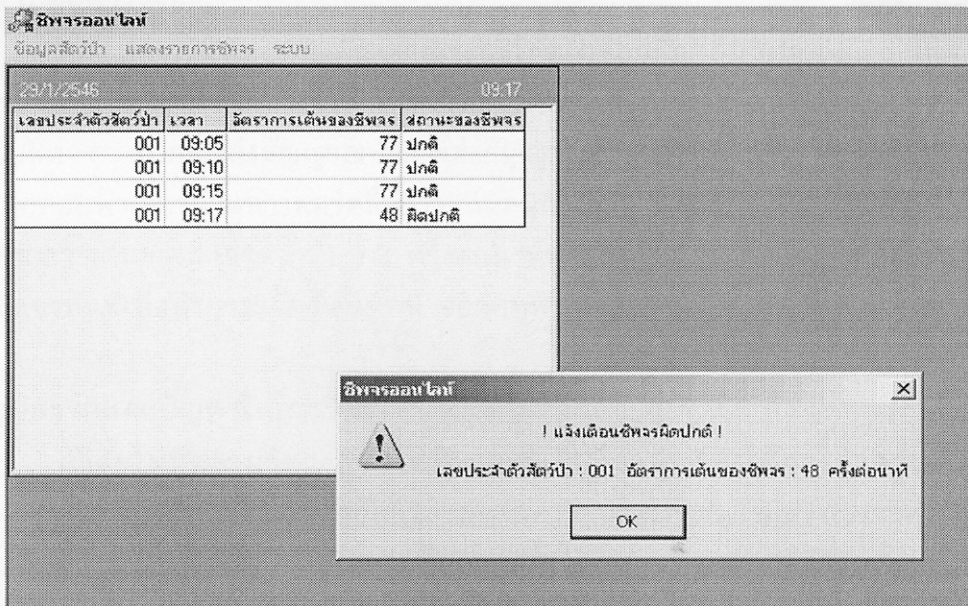 ชีพจรออนไลน์
ข้อมูลสัตว์ป่า แสดงรายการชีพจร ระบบ
29/1/2546 09:17
เลขประจำตัวสัตว์ป่า เวลา อัตราการเต้นของชีพจร สถานะของชีพจร
001 09:05 77 ปกติ
001 09:10 77 ปกติ
001 09:15 77 ปกติ
001 09:17 48 ผิดปกติ
ชีพจรออนไลน์
! แจ้งเตือนชีพจรผิดปกติ !
เลขประจำตัวสัตว์ป่า : 001 อัตราการเต้นของชีพจร : 48 ครั้งต่อนาที
OK